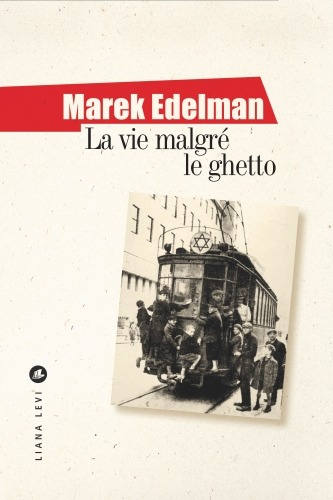 Marek Edelman
La vie malgré
le ghetto
LIANA LEVI